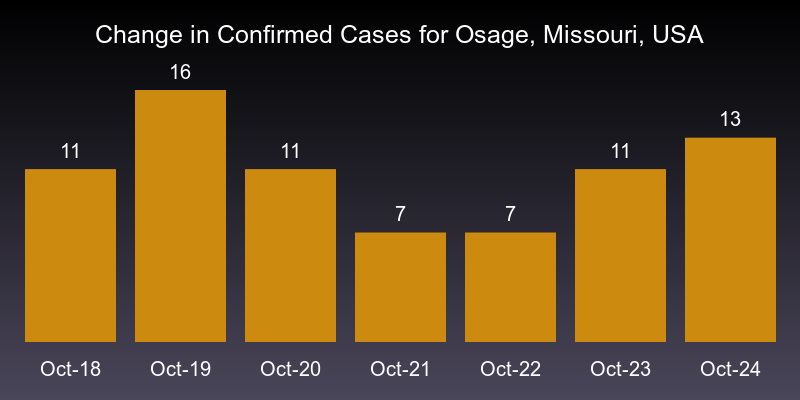 Change in Confirmed Cases for Osage, Missouri, USA
16
13
11
11
11
7
7
Oct-18
Oct-19
Oct-20
Oct-21
Oct-22
Oct-23
Oct-24